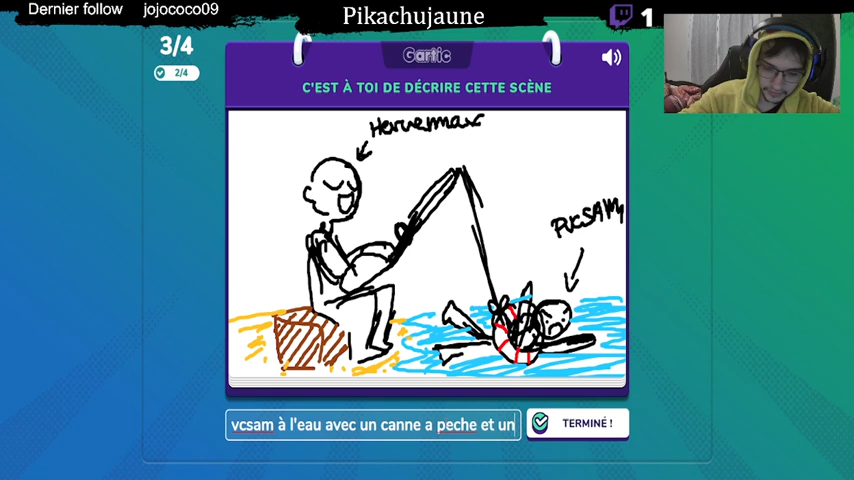 Dernier follow jojococo09
Pikachujaune
1
3/4
2/4
Gartic
C'EST À TOI DE DÉCRIRE CETTE SCÈNE
PVCSAM
vcsam à l'eau avec un canne a peche et un
TERMINÉ !